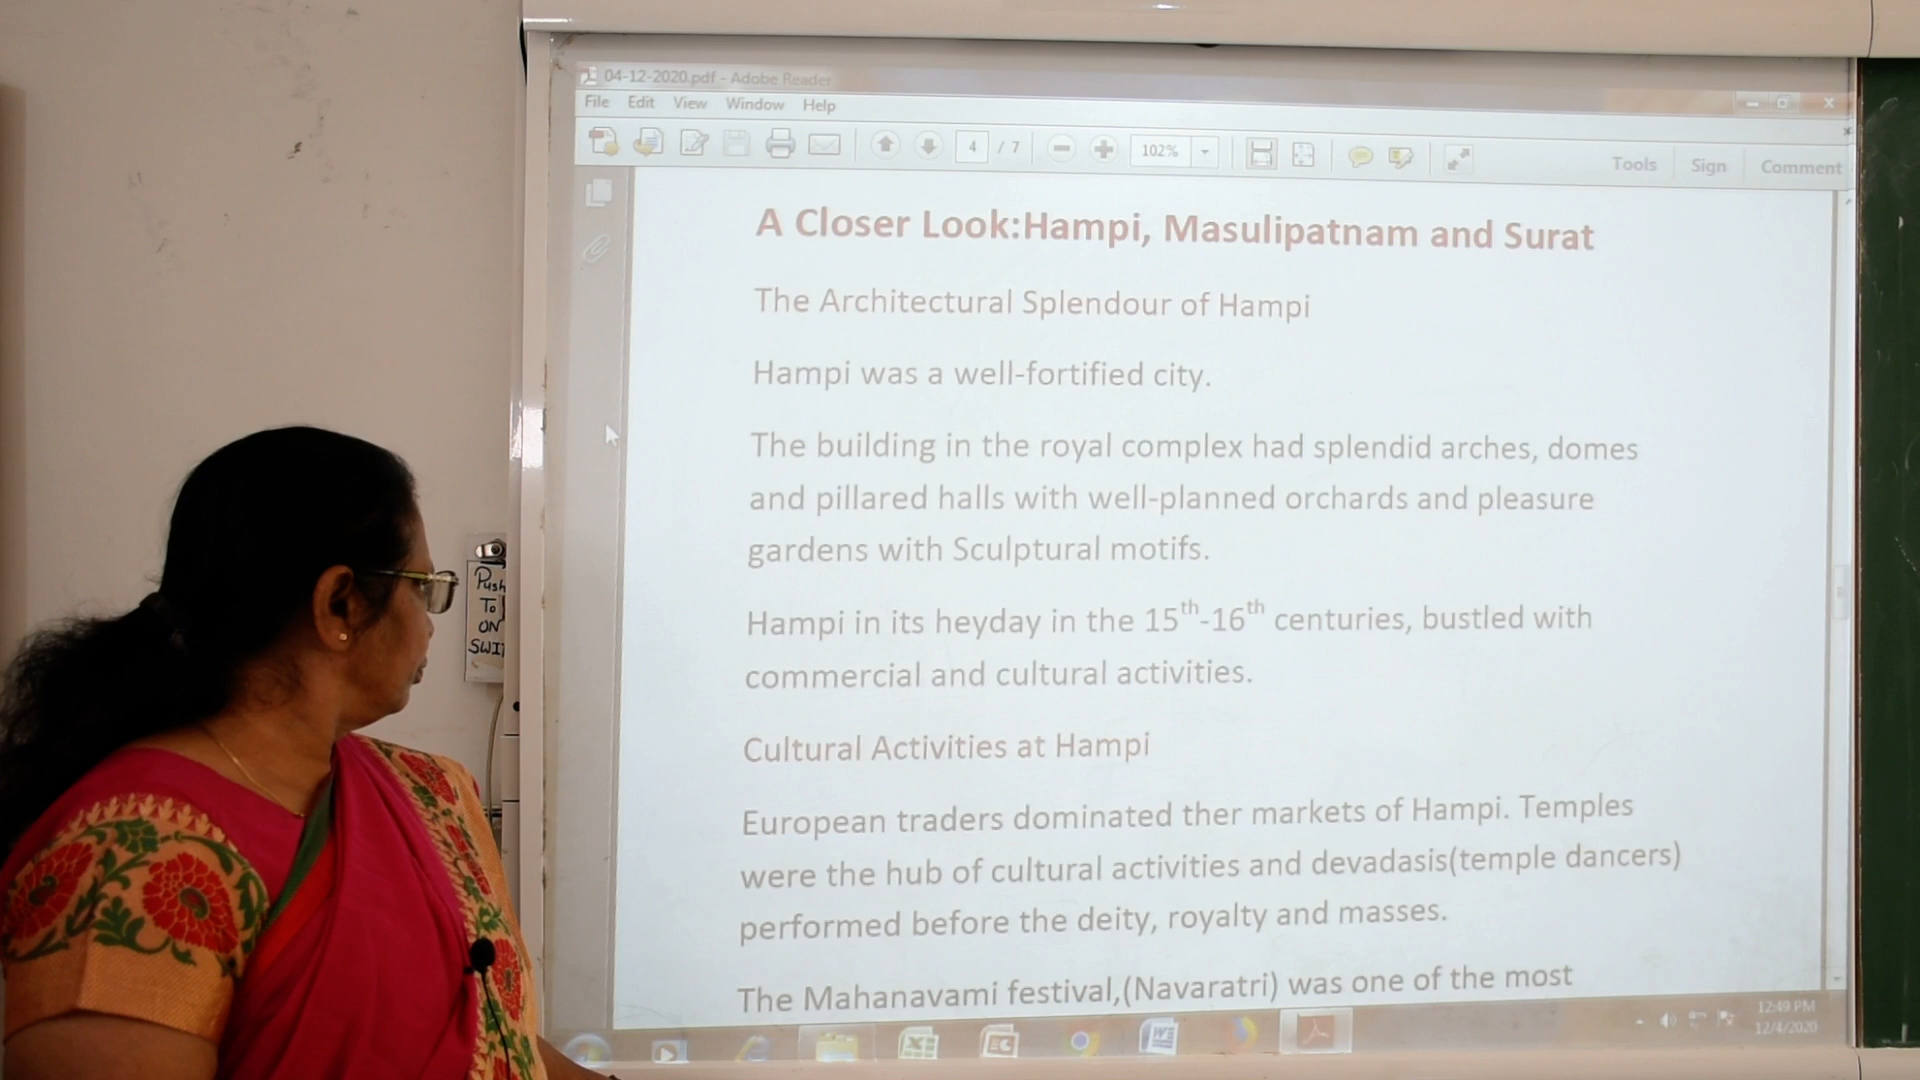 04-12-2020.pdf - Adobe Reader
File Edit View Window Help
4 / 7 102% Tools Sign Comment
A Closer Look:Hampi, Masulipatnam and Surat
The Architectural Splendour of Hampi
Hampi was a well-fortified city.
The building in the royal complex had splendid arches, domes
and pillared halls with well-planned orchards and pleasure
gardens with Sculptural motifs.
Hampi in its heyday in the 15th-16th centuries, bustled with
commercial and cultural activities.
Cultural Activities at Hampi
European traders dominated ther markets of Hampi. Temples
were the hub of cultural activities and devadasis(temple dancers)
performed before the deity, royalty and masses.
The Mahanavami festival,(Navaratri) was one of the most
12:49 PM
12/4/2020
Push
To
ON